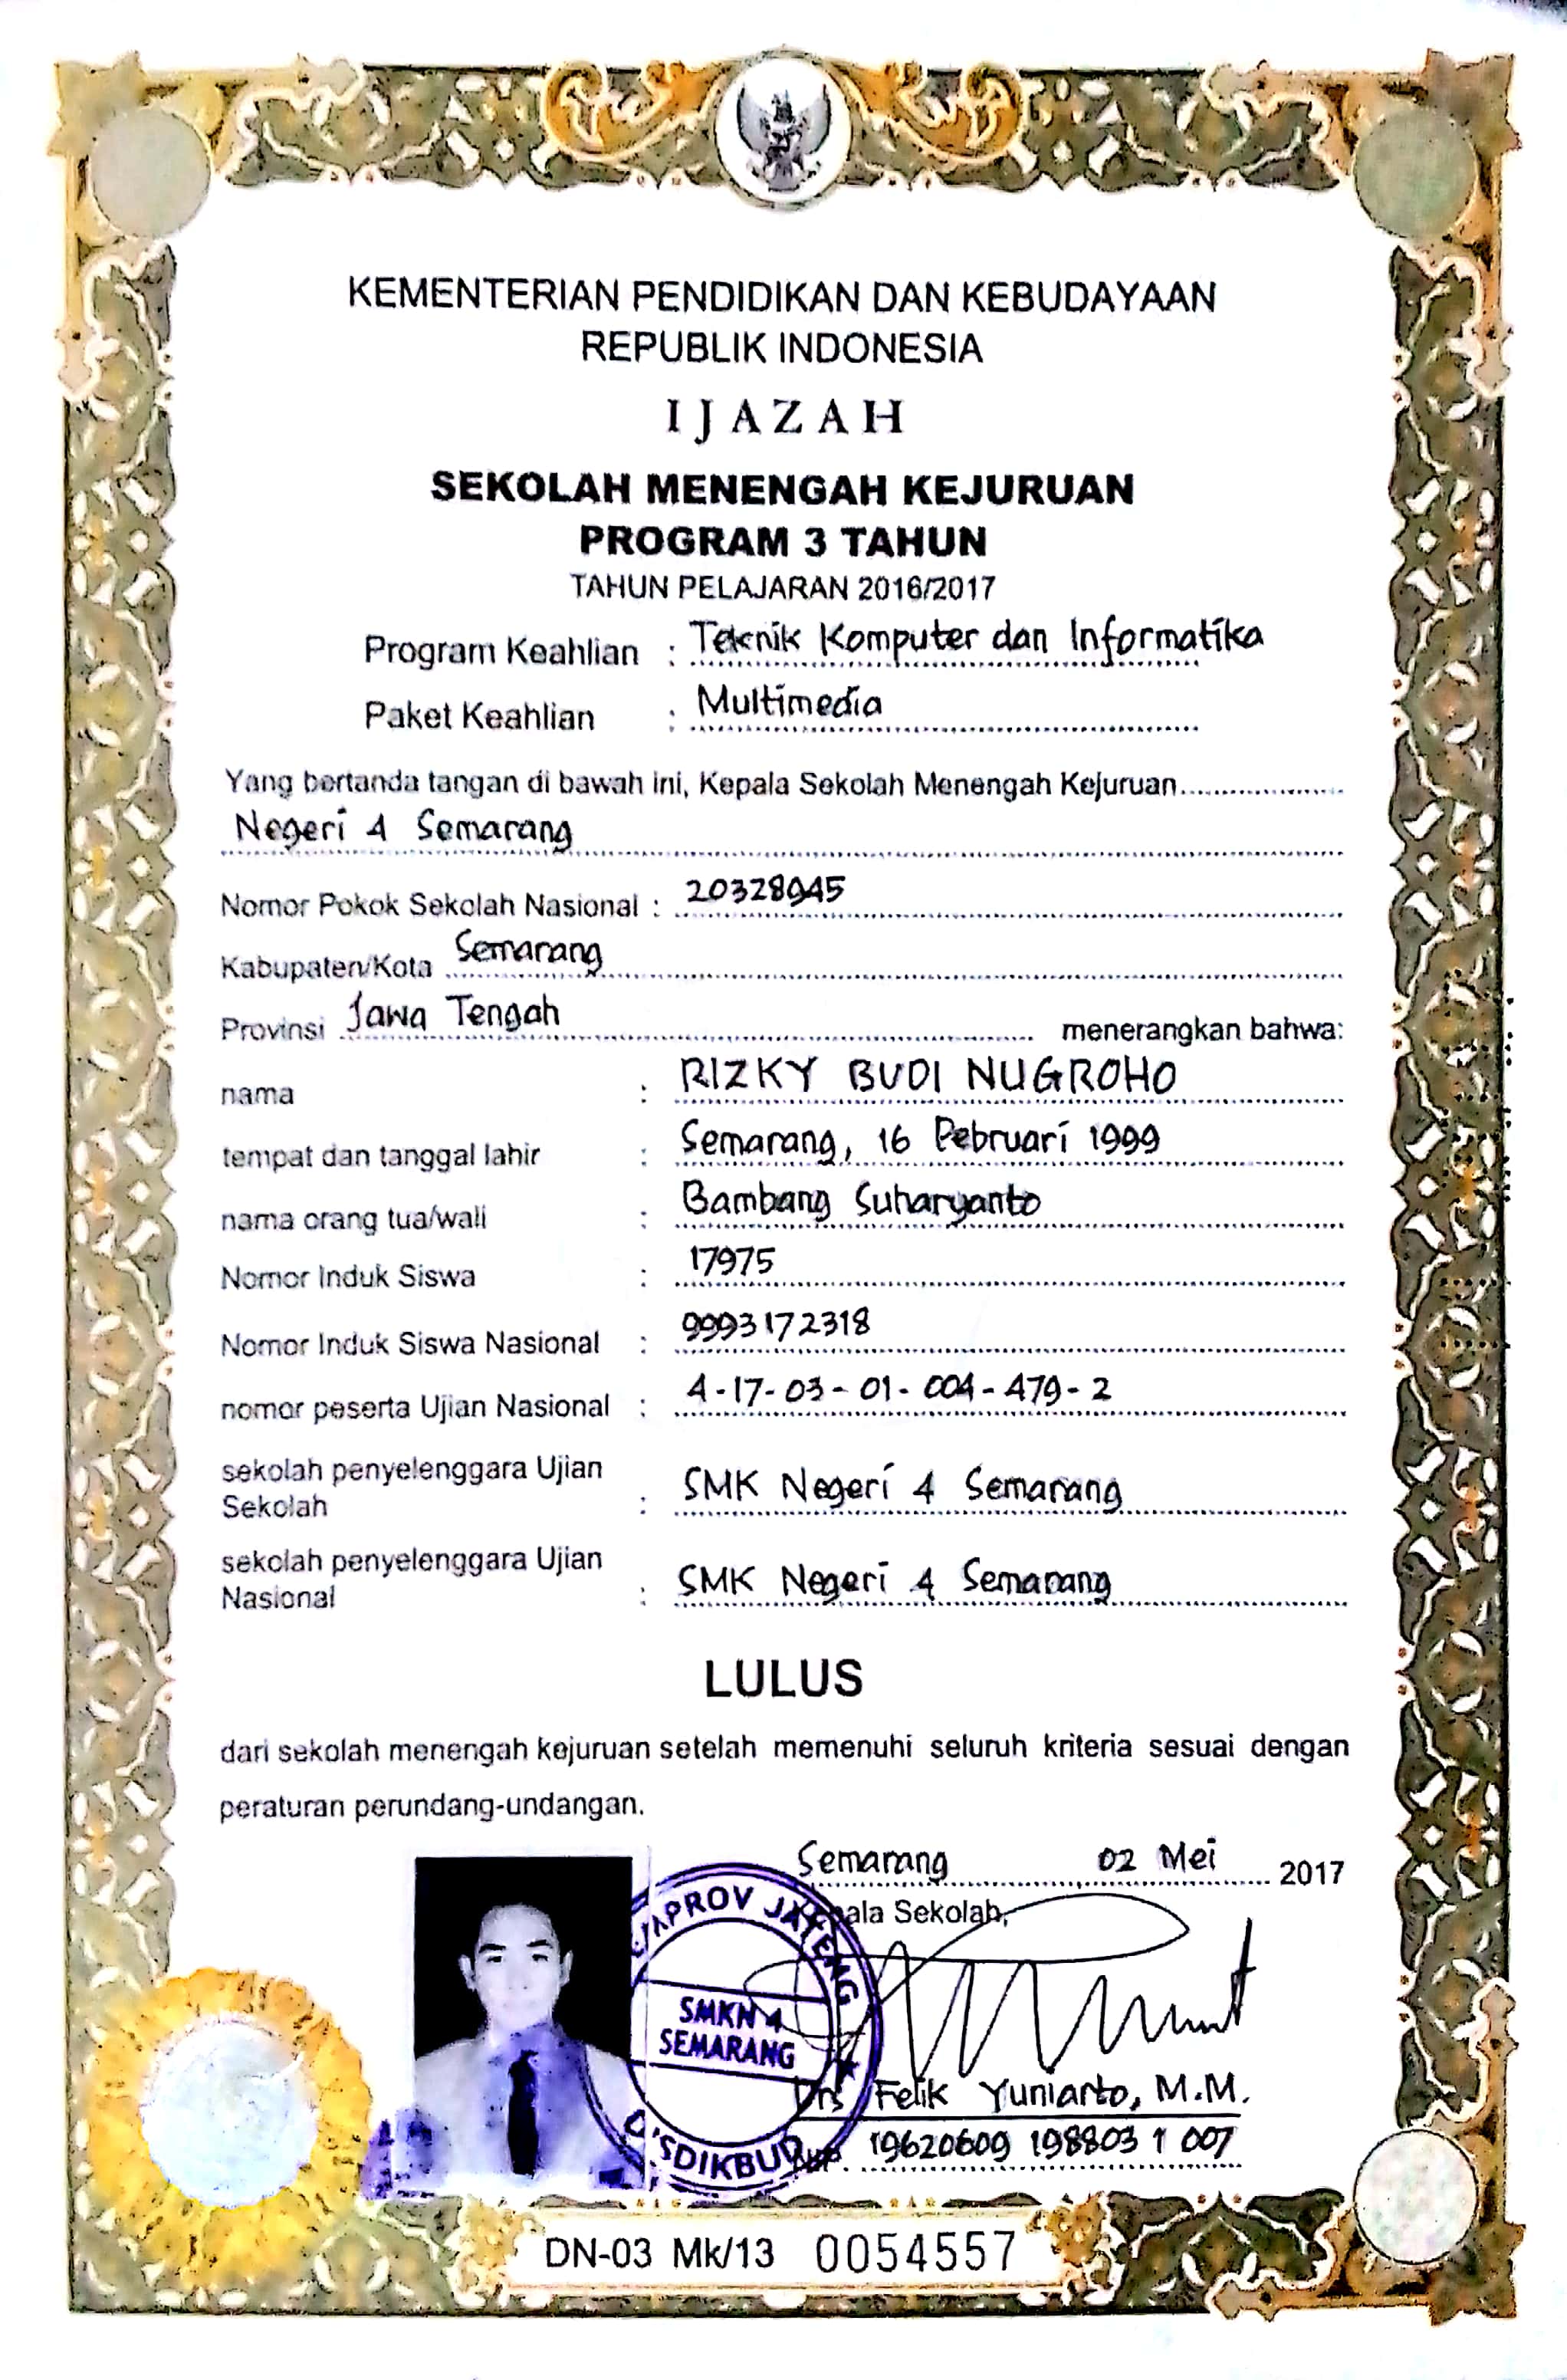 KEMENTERIAN PENDIDIKAN DAN KEBUDAYAAN
REPUBLIK INDONESIA
IJAZAH
SEKOLAH MENENGAH KEJURUAN
PROGRAM 3 TAHUN
TAHUN PELAJARAN 2016/2017
Program Keahlian : Teknik Komputer dan Informatika
Paket Keahlian : Multimedia
Yang bertanda tangan di bawah ini, Kepala Sekolah Menengah Kejuruan
Negeri 4 Semarang
Nomor Pokok Sekolah Nasional : 20328945
Kabupaten/Kota Semarang
Provinsi Jawa Tengah menerangkan bahwa:
nama : RIZKY BUDI NUGROHO
tempat dan tanggal lahir : Semarang, 16 Pebruari 1999
nama orang tua/wali : Bambang Suharyanto
Nomor Induk Siswa : 17975
Nomor Induk Siswa Nasional : 9993172318
nomor peserta Ujian Nasional : 4-17-03-01-004-479-2
sekolah penyelenggara Ujian
Sekolah : SMK Negeri 4 Semarang
sekolah penyelenggara Ujian
Nasional : SMK Negeri 4 Semarang
LULUS
dari sekolah menengah kejuruan setelah memenuhi seluruh kriteria sesuai dengan
peraturan perundang-undangan.
Semarang 02 Mei 2017
ala Sekolah,
PROV JATENG
SMKN 4
SEMARANG
DISDIKBUD
Drs Felik Yuniarto, M.M.
19620609 198803 1 007
DN-03 Mk/13 0054557